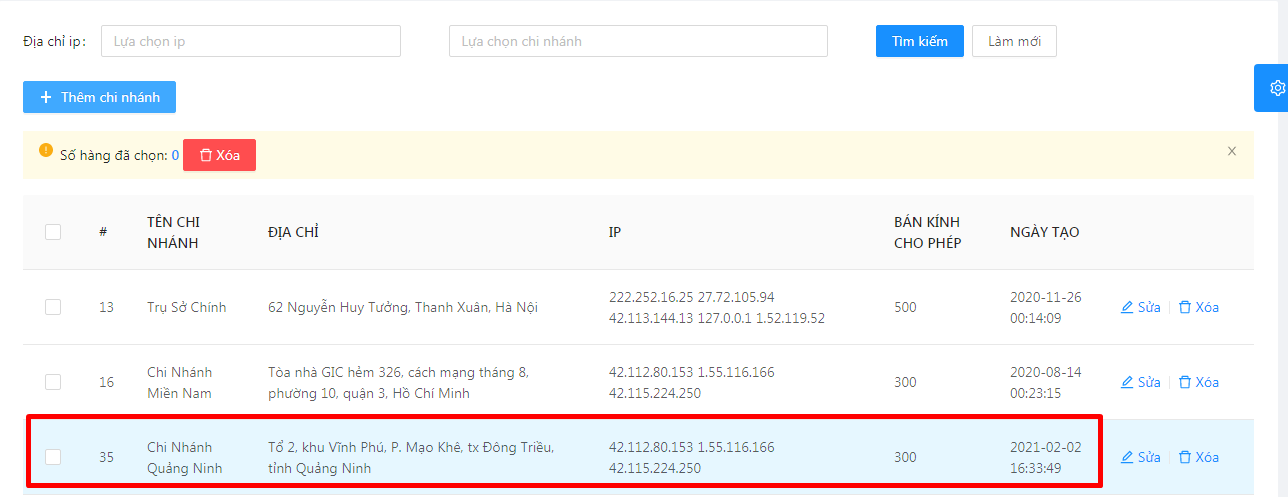 Địa chỉ ip: Lựa chọn ip Lựa chọn chi nhánh Tìm kiếm Làm mới
+ Thêm chi nhánh
Số hàng đã chọn: 0 Xóa
# TÊN CHI NHÁNH ĐỊA CHỈ IP BÁN KÍNH CHO PHÉP NGÀY TẠO
13 Trụ Sở Chính 62 Nguyễn Huy Tưởng, Thanh Xuân, Hà Nội 222.252.16.25 27.72.105.94 500 2020-11-26 Sửa Xóa
42.113.144.13 127.0.0.1 1.52.119.52 00:14:09
16 Chi Nhánh Tòa nhà GIC hẻm 326, cách mạng tháng 8, 42.112.80.153 1.55.116.166 300 2020-08-14 Sửa Xóa
Miền Nam phường 10, quận 3, Hồ Chí Minh 42.115.224.250 00:23:15
35 Chi Nhánh Tổ 2, khu Vĩnh Phú, P. Mạo Khê, tx Đông Triều, 42.112.80.153 1.55.116.166 300 2021-02-02 Sửa Xóa
Quảng Ninh tỉnh Quảng Ninh 42.115.224.250 16:33:49